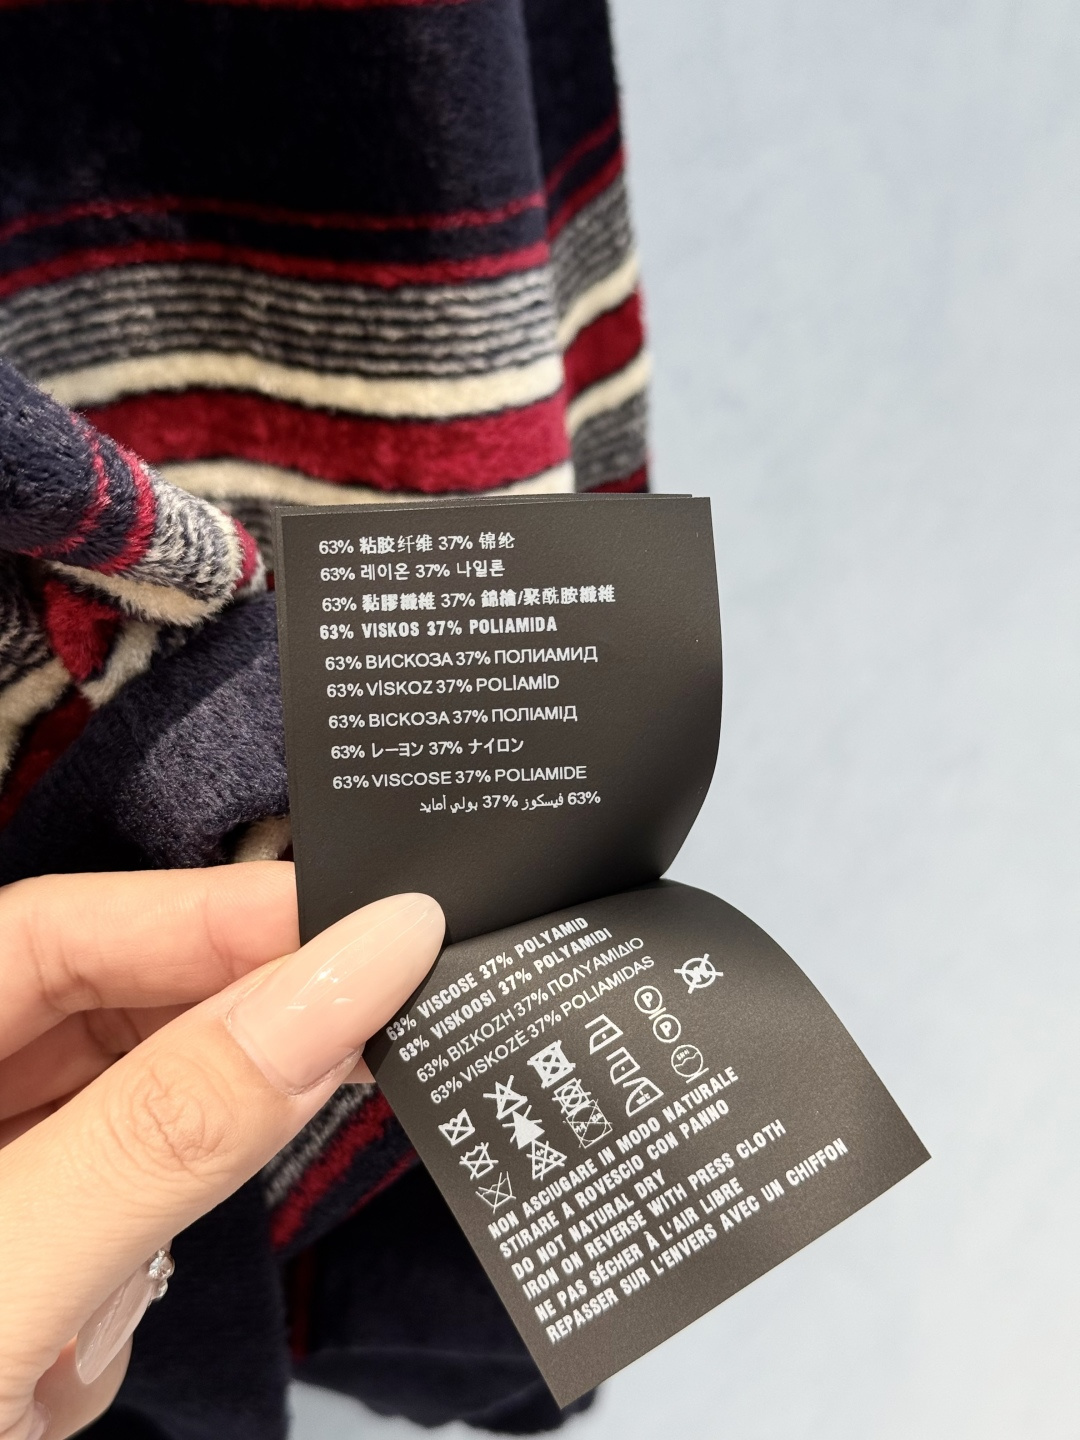 63% 粘胶纤维 37% 锦纶
63% 레이온 37% 나일론
63% 黏膠纖維 37% 錦綸/聚酰胺纖維
63% VISKOS 37% POLIAMIDA
63% ВИСКОЗА 37% ПОЛИАМИД
63% VİSKOZ 37% POLİAMİD
63% ВІСКОЗА 37% ПОЛІАМІД
63% レーヨン 37% ナイロン
63% VISCOSE 37% POLIAMIDE
63% فيسكوز 37% بولي أمايد
63% VISCOSE 37% POLYAMID
63% VISKOOSI 37% POLYAMIDI
63% ΒΙΣΚΟΖΗ 37% ΠΟΛΥΑΜΙΔΙΟ
63% VISKOZĖ 37% POLIAMIDAS
P
P
NON ASCIUGARE IN MODO NATURALE
STIRARE A ROVESCIO CON PANNO
DO NOT NATURAL DRY
IRON ON REVERSE WITH PRESS CLOTH
NE PAS SÉCHER À L'AIR LIBRE
REPASSER SUR L'ENVERS AVEC UN CHIFFON